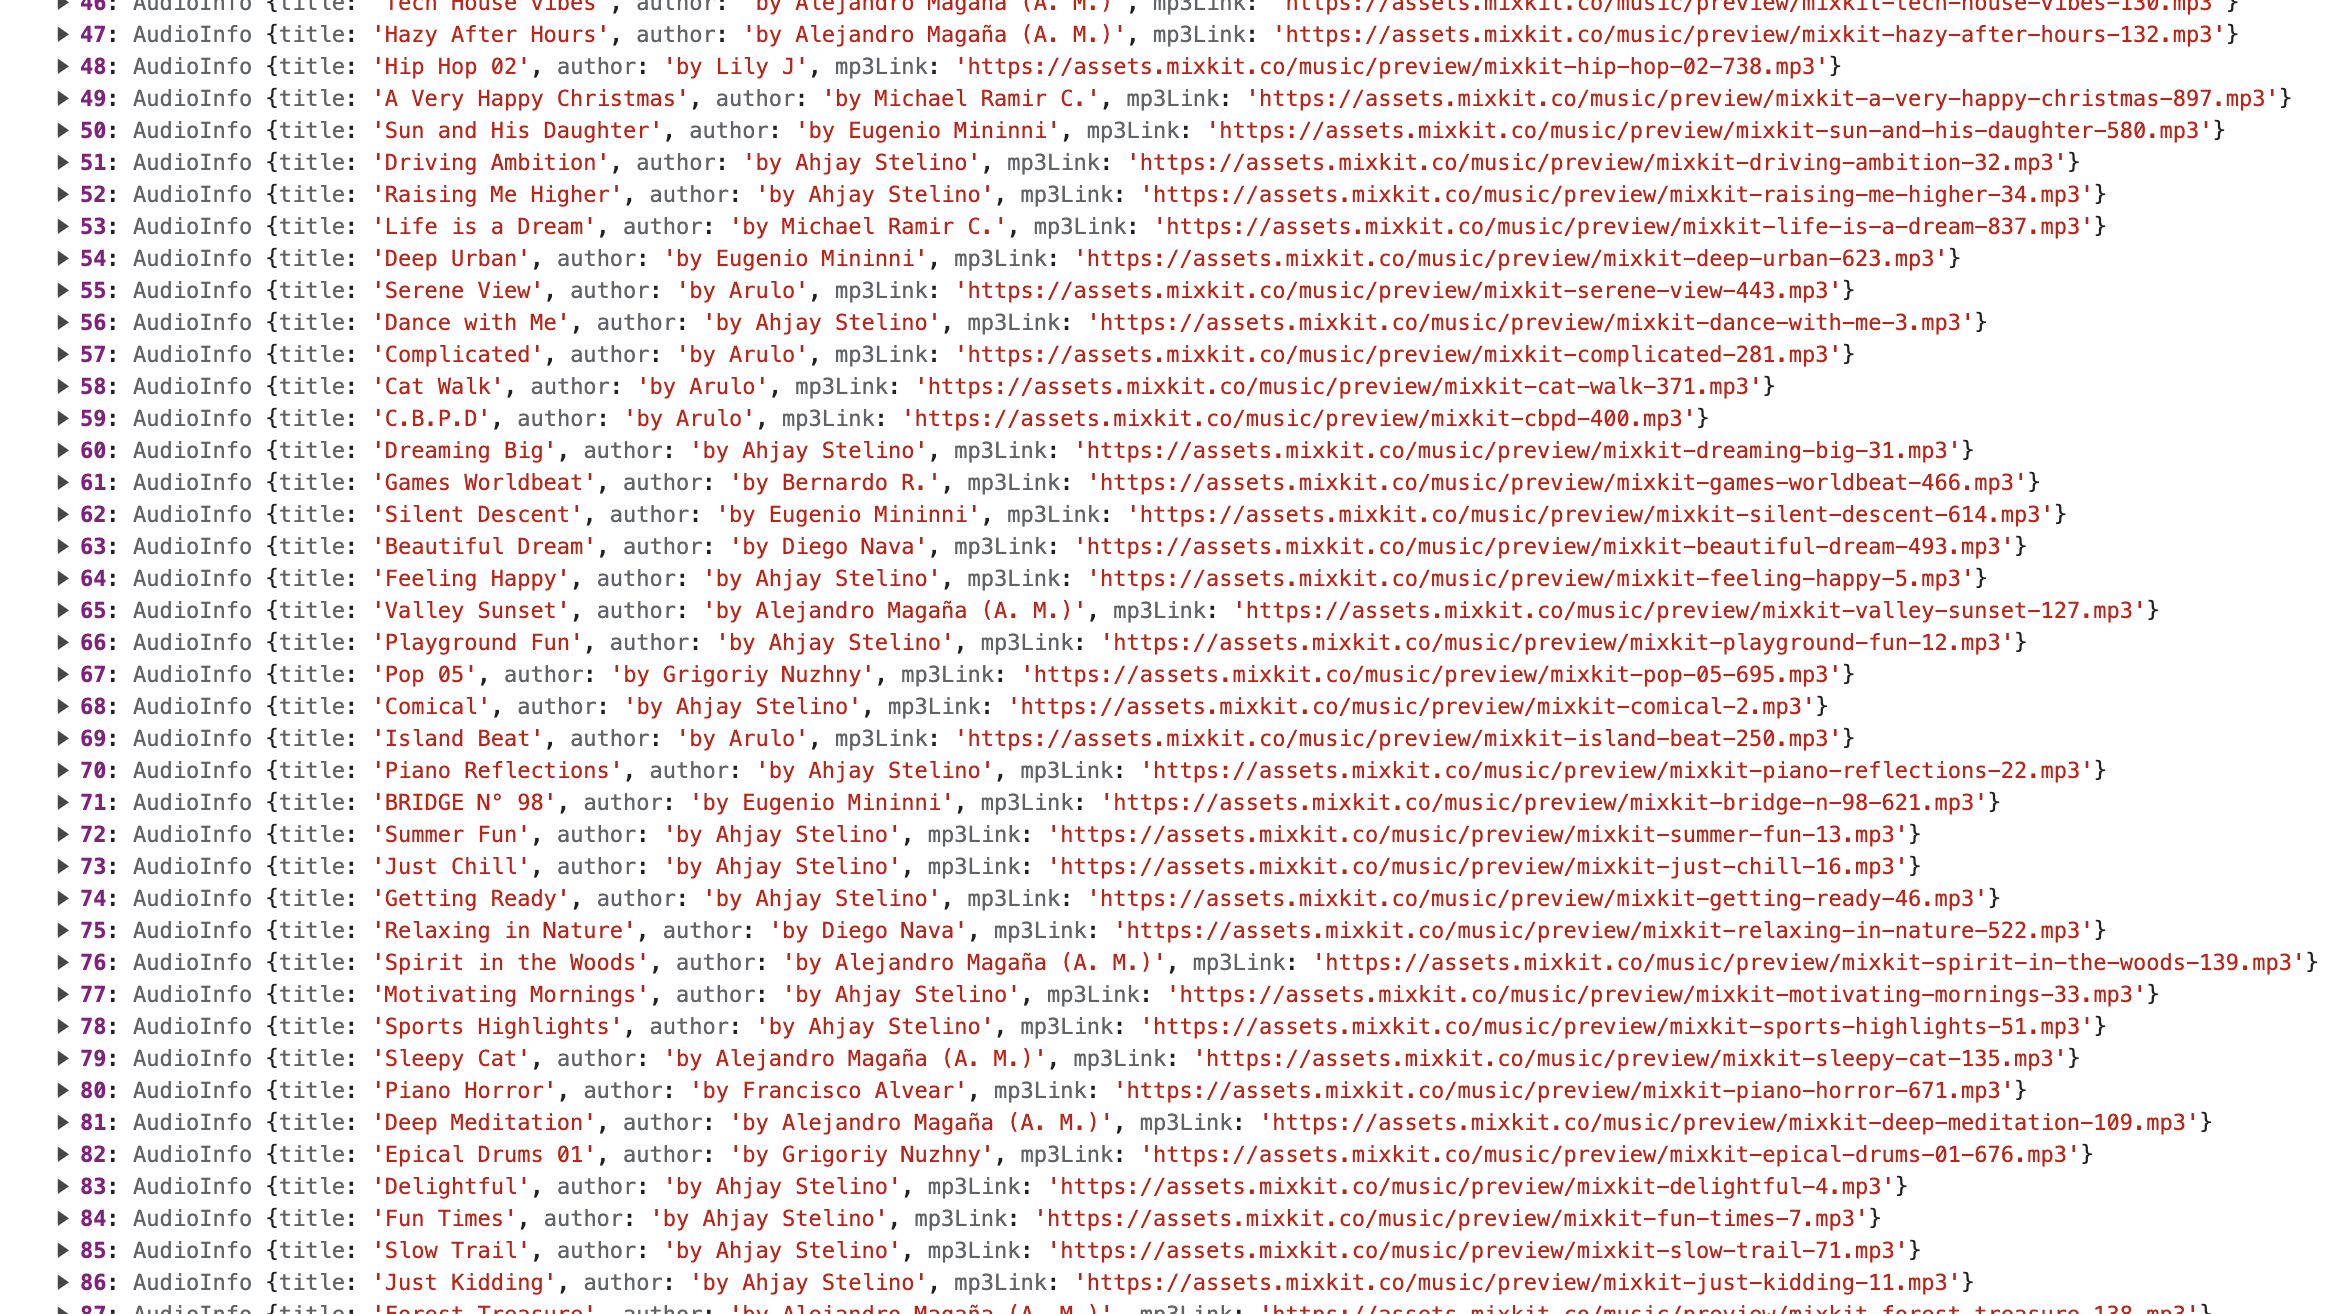 46: AudioInfo {title: 'Tech House Vibes', author: 'by Alejandro Magaña (A. M.)', mp3Link: 'https://assets.mixkit.co/music/preview/mixkit-tech-house-vibes-130.mp3'}
▶ 47: AudioInfo {title: 'Hazy After Hours', author: 'by Alejandro Magaña (A. M.)', mp3Link: 'https://assets.mixkit.co/music/preview/mixkit-hazy-after-hours-132.mp3'}
▶ 48: AudioInfo {title: 'Hip Hop 02', author: 'by Lily J', mp3Link: 'https://assets.mixkit.co/music/preview/mixkit-hip-hop-02-738.mp3'}
▶ 49: AudioInfo {title: 'A Very Happy Christmas', author: 'by Michael Ramir C.', mp3Link: 'https://assets.mixkit.co/music/preview/mixkit-a-very-happy-christmas-897.mp3'}
▶ 50: AudioInfo {title: 'Sun and His Daughter', author: 'by Eugenio Mininni', mp3Link: 'https://assets.mixkit.co/music/preview/mixkit-sun-and-his-daughter-580.mp3'}
▶ 51: AudioInfo {title: 'Driving Ambition', author: 'by Ahjay Stelino', mp3Link: 'https://assets.mixkit.co/music/preview/mixkit-driving-ambition-32.mp3'}
▶ 52: AudioInfo {title: 'Raising Me Higher', author: 'by Ahjay Stelino', mp3Link: 'https://assets.mixkit.co/music/preview/mixkit-raising-me-higher-34.mp3'}
▶ 53: AudioInfo {title: 'Life is a Dream', author: 'by Michael Ramir C.', mp3Link: 'https://assets.mixkit.co/music/preview/mixkit-life-is-a-dream-837.mp3'}
▶ 54: AudioInfo {title: 'Deep Urban', author: 'by Eugenio Mininni', mp3Link: 'https://assets.mixkit.co/music/preview/mixkit-deep-urban-623.mp3'}
▶ 55: AudioInfo {title: 'Serene View', author: 'by Arulo', mp3Link: 'https://assets.mixkit.co/music/preview/mixkit-serene-view-443.mp3'}
▶ 56: AudioInfo {title: 'Dance with Me', author: 'by Ahjay Stelino', mp3Link: 'https://assets.mixkit.co/music/preview/mixkit-dance-with-me-3.mp3'}
▶ 57: AudioInfo {title: 'Complicated', author: 'by Arulo', mp3Link: 'https://assets.mixkit.co/music/preview/mixkit-complicated-281.mp3'}
▶ 58: AudioInfo {title: 'Cat Walk', author: 'by Arulo', mp3Link: 'https://assets.mixkit.co/music/preview/mixkit-cat-walk-371.mp3'}
▶ 59: AudioInfo {title: 'C.B.P.D', author: 'by Arulo', mp3Link: 'https://assets.mixkit.co/music/preview/mixkit-cbpd-400.mp3'}
▶ 60: AudioInfo {title: 'Dreaming Big', author: 'by Ahjay Stelino', mp3Link: 'https://assets.mixkit.co/music/preview/mixkit-dreaming-big-31.mp3'}
▶ 61: AudioInfo {title: 'Games Worldbeat', author: 'by Bernardo R.', mp3Link: 'https://assets.mixkit.co/music/preview/mixkit-games-worldbeat-466.mp3'}
▶ 62: AudioInfo {title: 'Silent Descent', author: 'by Eugenio Mininni', mp3Link: 'https://assets.mixkit.co/music/preview/mixkit-silent-descent-614.mp3'}
▶ 63: AudioInfo {title: 'Beautiful Dream', author: 'by Diego Nava', mp3Link: 'https://assets.mixkit.co/music/preview/mixkit-beautiful-dream-493.mp3'}
▶ 64: AudioInfo {title: 'Feeling Happy', author: 'by Ahjay Stelino', mp3Link: 'https://assets.mixkit.co/music/preview/mixkit-feeling-happy-5.mp3'}
▶ 65: AudioInfo {title: 'Valley Sunset', author: 'by Alejandro Magaña (A. M.)', mp3Link: 'https://assets.mixkit.co/music/preview/mixkit-valley-sunset-127.mp3'}
▶ 66: AudioInfo {title: 'Playground Fun', author: 'by Ahjay Stelino', mp3Link: 'https://assets.mixkit.co/music/preview/mixkit-playground-fun-12.mp3'}
▶ 67: AudioInfo {title: 'Pop 05', author: 'by Grigoriy Nuzhny', mp3Link: 'https://assets.mixkit.co/music/preview/mixkit-pop-05-695.mp3'}
▶ 68: AudioInfo {title: 'Comical', author: 'by Ahjay Stelino', mp3Link: 'https://assets.mixkit.co/music/preview/mixkit-comical-2.mp3'}
▶ 69: AudioInfo {title: 'Island Beat', author: 'by Arulo', mp3Link: 'https://assets.mixkit.co/music/preview/mixkit-island-beat-250.mp3'}
▶ 70: AudioInfo {title: 'Piano Reflections', author: 'by Ahjay Stelino', mp3Link: 'https://assets.mixkit.co/music/preview/mixkit-piano-reflections-22.mp3'}
▶ 71: AudioInfo {title: 'BRIDGE N° 98', author: 'by Eugenio Mininni', mp3Link: 'https://assets.mixkit.co/music/preview/mixkit-bridge-n-98-621.mp3'}
▶ 72: AudioInfo {title: 'Summer Fun', author: 'by Ahjay Stelino', mp3Link: 'https://assets.mixkit.co/music/preview/mixkit-summer-fun-13.mp3'}
▶ 73: AudioInfo {title: 'Just Chill', author: 'by Ahjay Stelino', mp3Link: 'https://assets.mixkit.co/music/preview/mixkit-just-chill-16.mp3'}
▶ 74: AudioInfo {title: 'Getting Ready', author: 'by Ahjay Stelino', mp3Link: 'https://assets.mixkit.co/music/preview/mixkit-getting-ready-46.mp3'}
▶ 75: AudioInfo {title: 'Relaxing in Nature', author: 'by Diego Nava', mp3Link: 'https://assets.mixkit.co/music/preview/mixkit-relaxing-in-nature-522.mp3'}
▶ 76: AudioInfo {title: 'Spirit in the Woods', author: 'by Alejandro Magaña (A. M.)', mp3Link: 'https://assets.mixkit.co/music/preview/mixkit-spirit-in-the-woods-139.mp3'}
▶ 77: AudioInfo {title: 'Motivating Mornings', author: 'by Ahjay Stelino', mp3Link: 'https://assets.mixkit.co/music/preview/mixkit-motivating-mornings-33.mp3'}
▶ 78: AudioInfo {title: 'Sports Highlights', author: 'by Ahjay Stelino', mp3Link: 'https://assets.mixkit.co/music/preview/mixkit-sports-highlights-51.mp3'}
▶ 79: AudioInfo {title: 'Sleepy Cat', author: 'by Alejandro Magaña (A. M.)', mp3Link: 'https://assets.mixkit.co/music/preview/mixkit-sleepy-cat-135.mp3'}
▶ 80: AudioInfo {title: 'Piano Horror', author: 'by Francisco Alvear', mp3Link: 'https://assets.mixkit.co/music/preview/mixkit-piano-horror-671.mp3'}
▶ 81: AudioInfo {title: 'Deep Meditation', author: 'by Alejandro Magaña (A. M.)', mp3Link: 'https://assets.mixkit.co/music/preview/mixkit-deep-meditation-109.mp3'}
▶ 82: AudioInfo {title: 'Epical Drums 01', author: 'by Grigoriy Nuzhny', mp3Link: 'https://assets.mixkit.co/music/preview/mixkit-epical-drums-01-676.mp3'}
▶ 83: AudioInfo {title: 'Delightful', author: 'by Ahjay Stelino', mp3Link: 'https://assets.mixkit.co/music/preview/mixkit-delightful-4.mp3'}
▶ 84: AudioInfo {title: 'Fun Times', author: 'by Ahjay Stelino', mp3Link: 'https://assets.mixkit.co/music/preview/mixkit-fun-times-7.mp3'}
▶ 85: AudioInfo {title: 'Slow Trail', author: 'by Ahjay Stelino', mp3Link: 'https://assets.mixkit.co/music/preview/mixkit-slow-trail-71.mp3'}
▶ 86: AudioInfo {title: 'Just Kidding', author: 'by Ahjay Stelino', mp3Link: 'https://assets.mixkit.co/music/preview/mixkit-just-kidding-11.mp3'}
87: AudioInfo {title: 'Forest Treasure', author: 'by Alejandro Magaña (A. M.)', mp3Link: 'https://assets.mixkit.co/music/preview/mixkit-forest-treasure-138.mp3'}